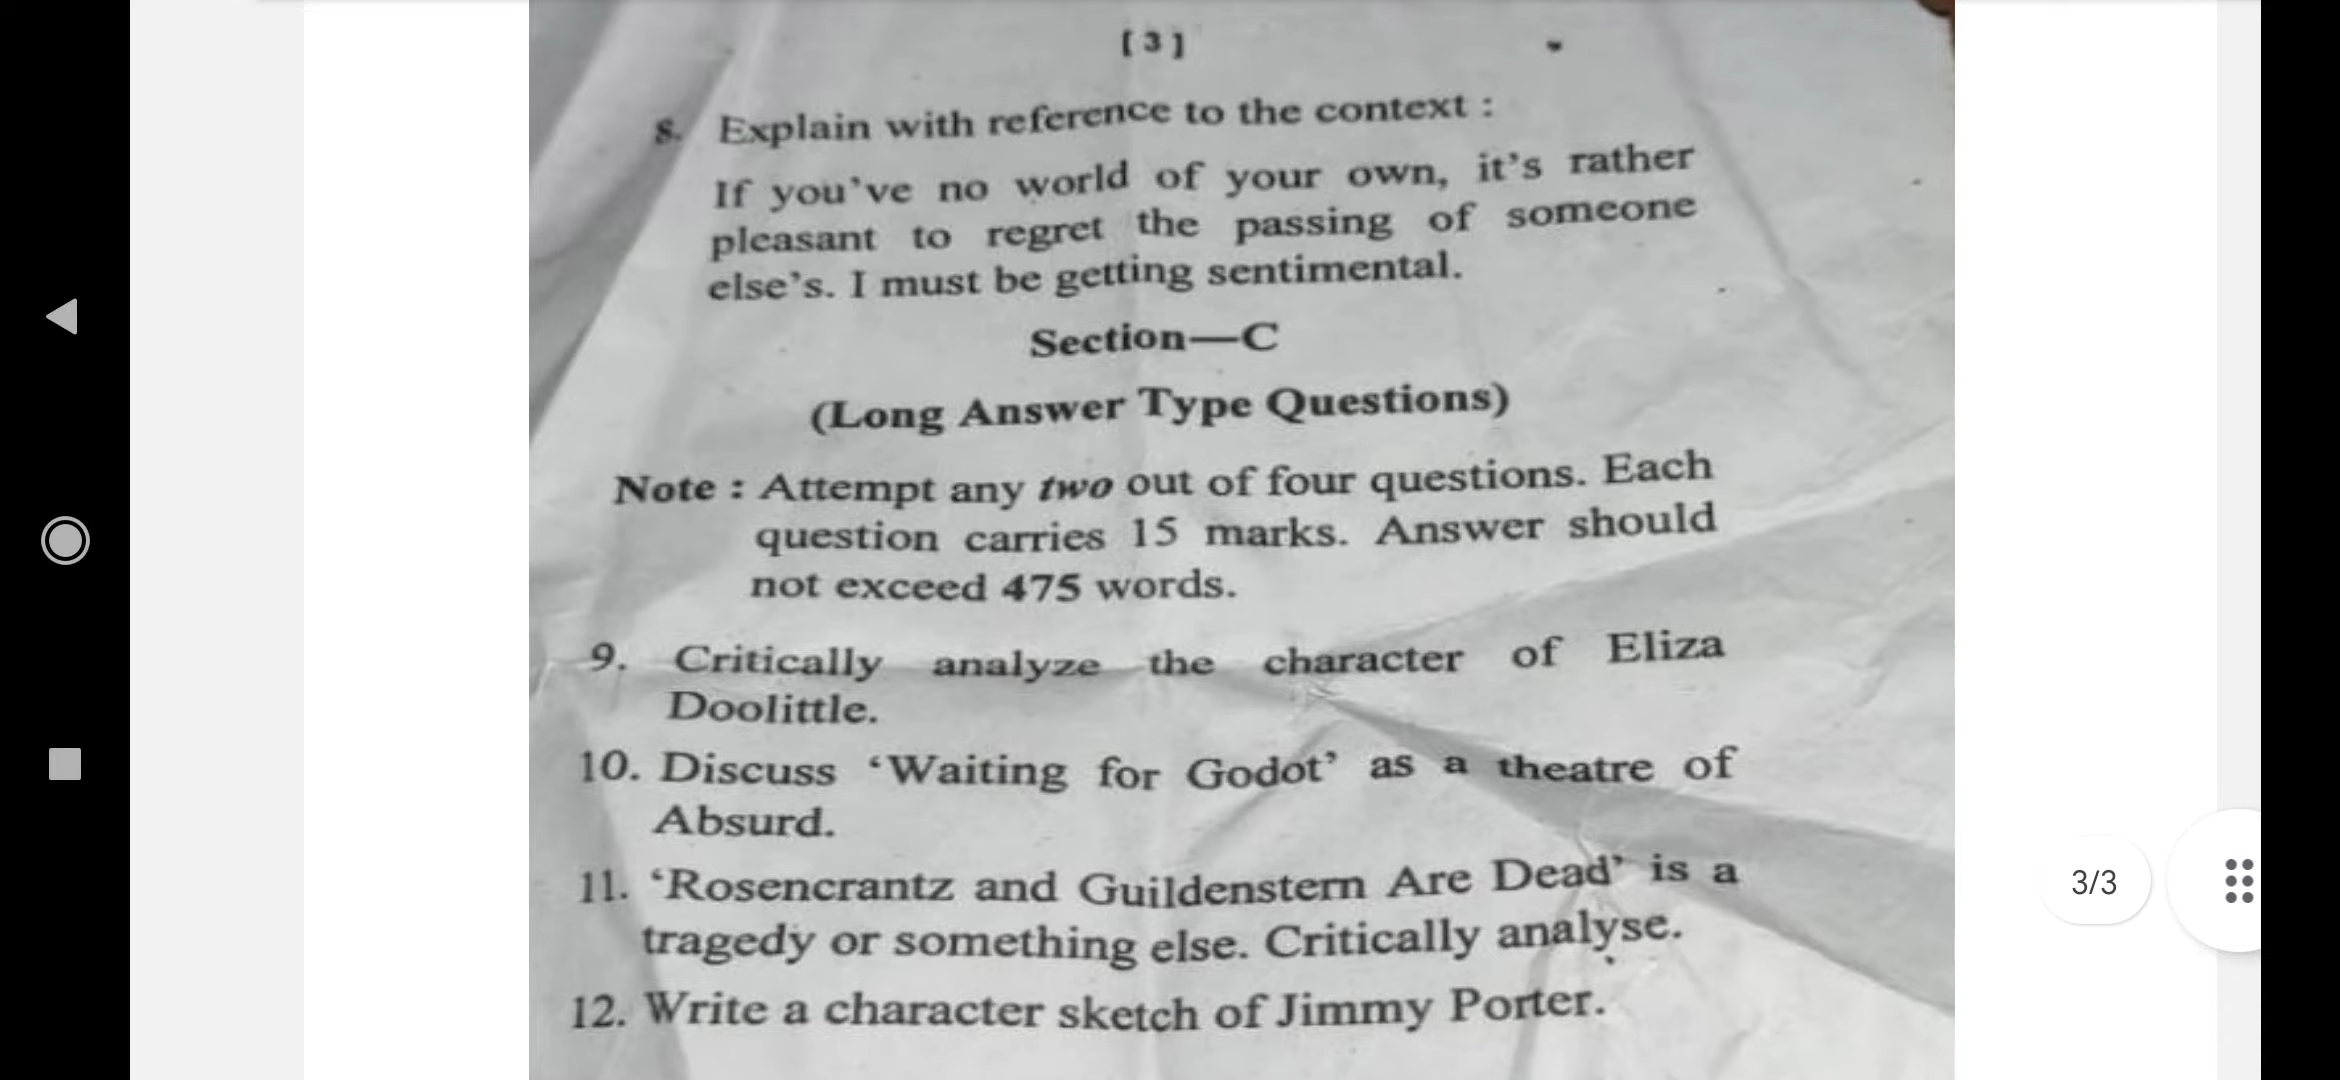 [ 3 ]
8. Explain with reference to the context :
If you've no world of your own, it's rather
pleasant to regret the passing of someone
else's. I must be getting sentimental.
Section—C
(Long Answer Type Questions)
Note : Attempt any two out of four questions. Each
question carries 15 marks. Answer should
not exceed 475 words.
9. Critically analyze the character of Eliza
Doolittle.
10. Discuss 'Waiting for Godot' as a theatre of
Absurd.
11. 'Rosencrantz and Guildenstern Are Dead' is a
tragedy or something else. Critically analyse.
12. Write a character sketch of Jimmy Porter.
3/3